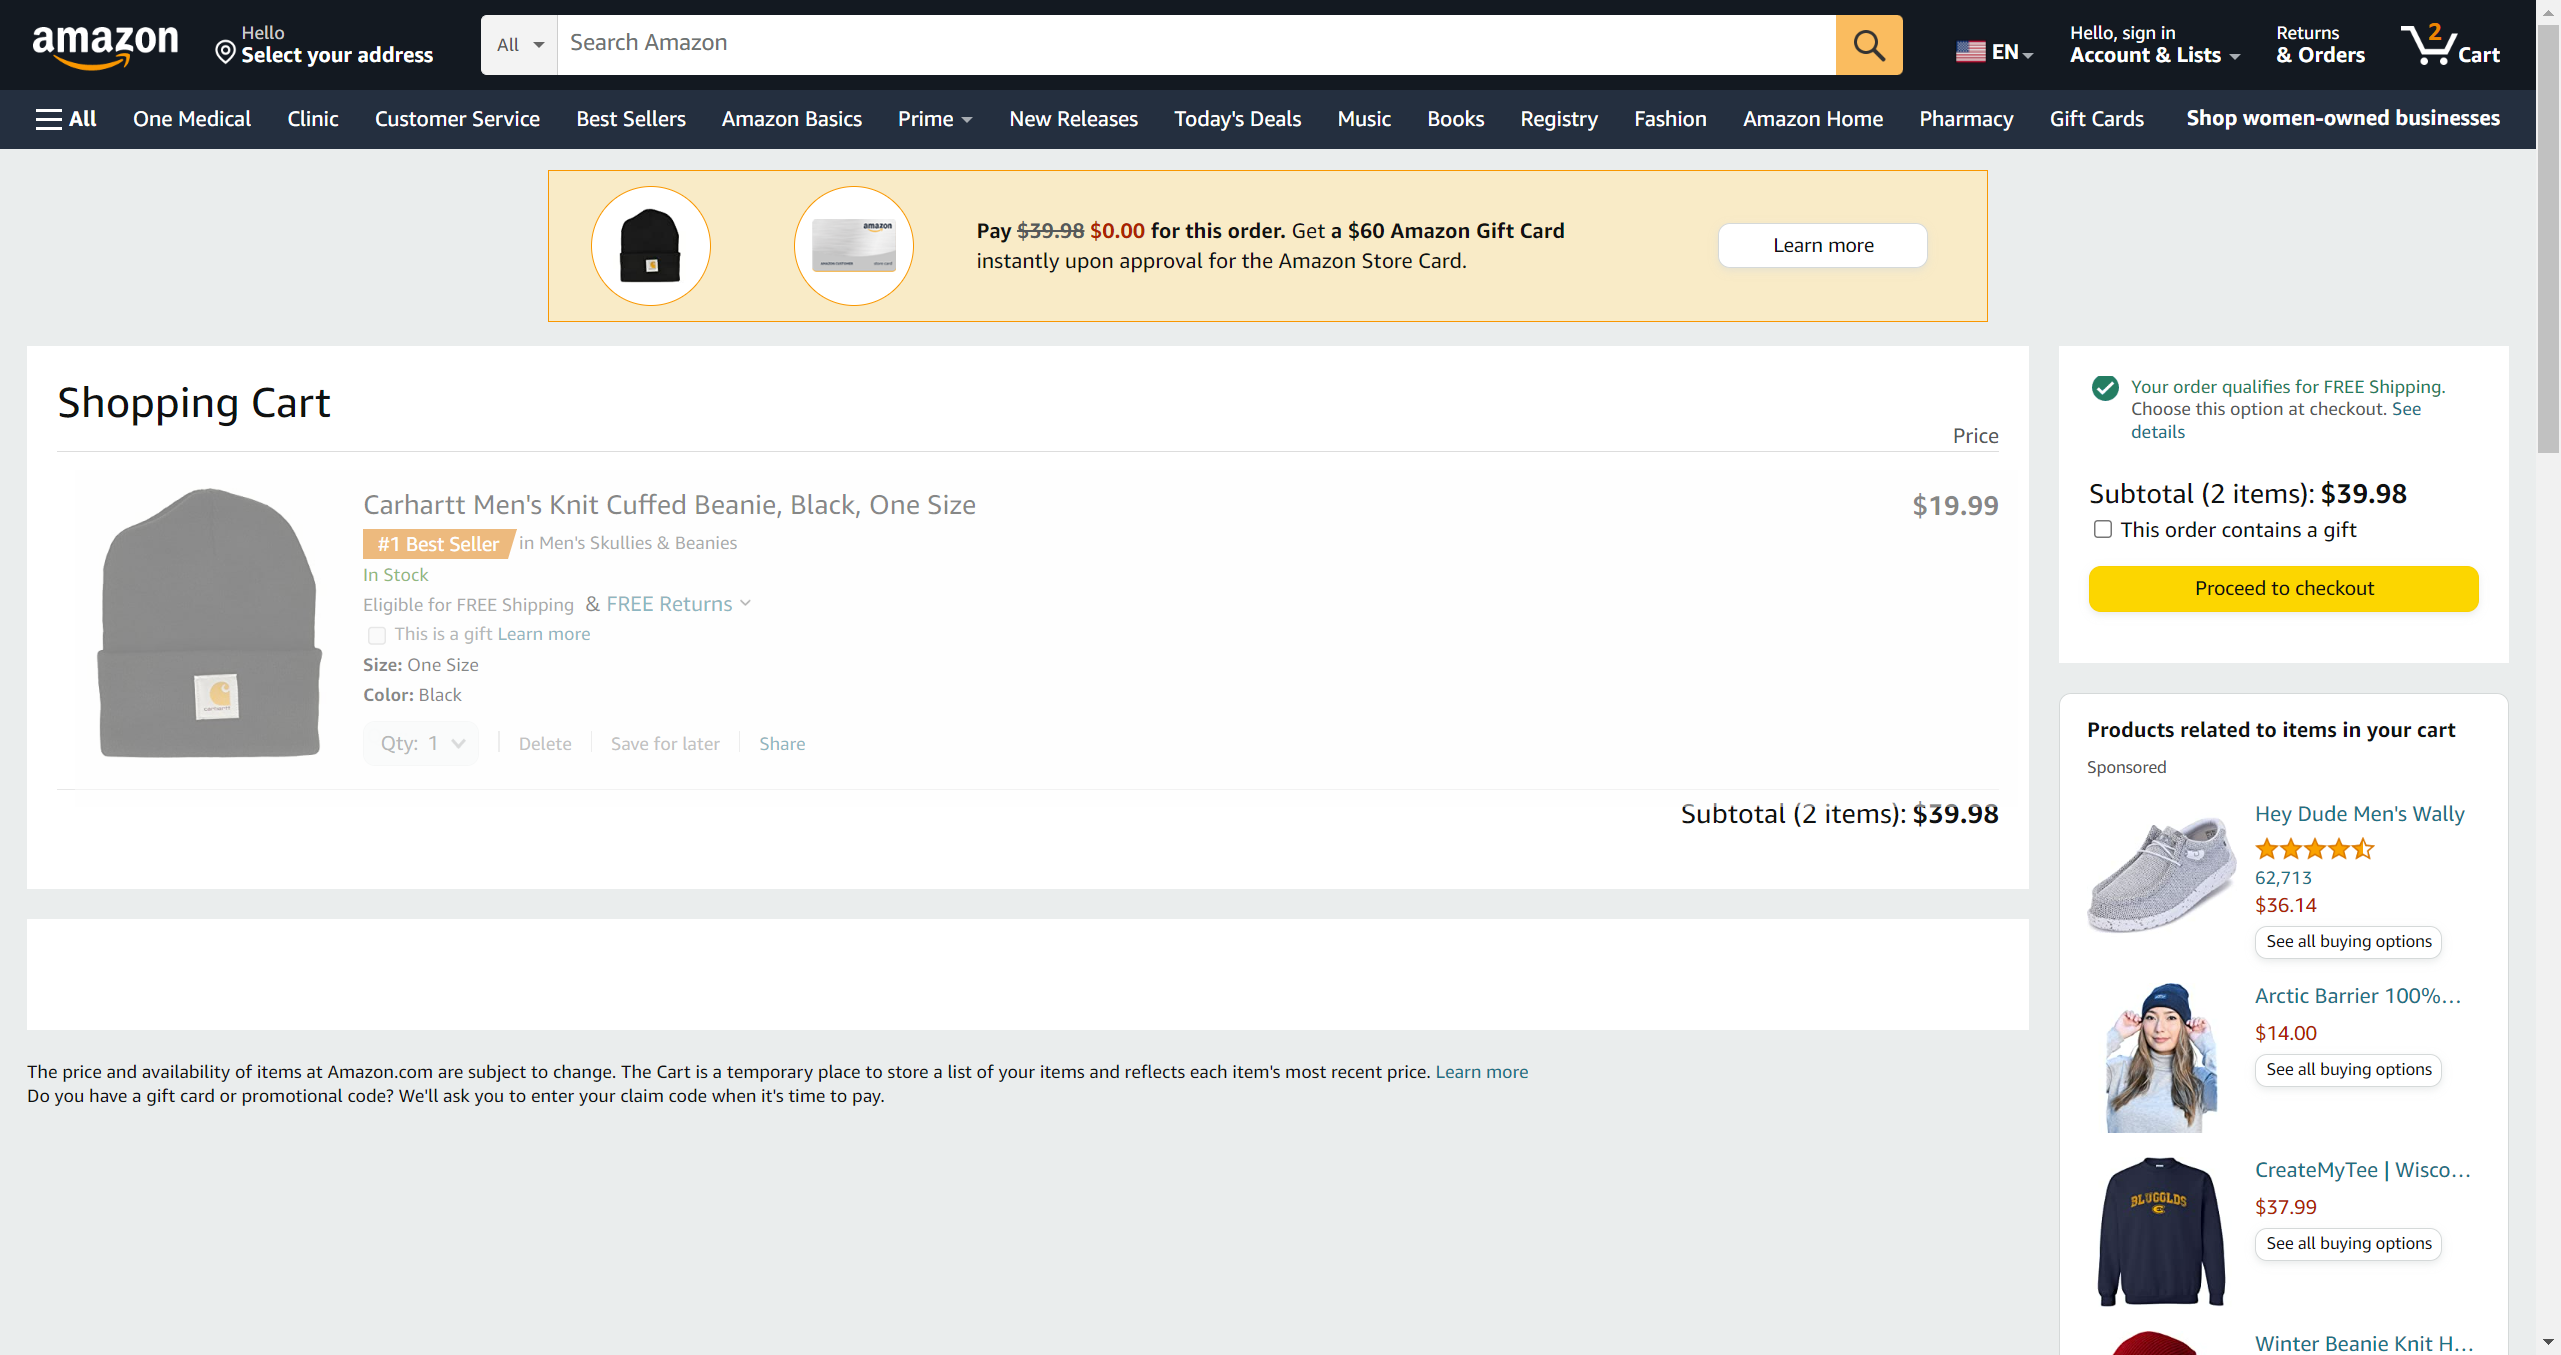 amazon
Hello
Select your address
All
Search Amazon
EN
Hello, sign in
Account & Lists
Returns
& Orders
2
Cart
All
One Medical
Clinic
Customer Service
Best Sellers
Amazon Basics
Prime
New Releases
Today's Deals
Music
Books
Registry
Fashion
Amazon Home
Pharmacy
Gift Cards
Shop women-owned businesses
amazon
Pay $39.98 $0.00 for this order. Get a $60 Amazon Gift Card
instantly upon approval for the Amazon Store Card.
Learn more
Shopping Cart
Price
Carhartt Men's Knit Cuffed Beanie, Black, One Size
$19.99
#1 Best Seller in Men's Skullies & Beanies
In Stock
Eligible for FREE Shipping & FREE Returns
This is a gift Learn more
Size: One Size
Color: Black
Qty: 1
Delete
Save for later
Share
carhartt
Subtotal (2 items): $39.98
The price and availability of items at Amazon.com are subject to change. The Cart is a temporary place to store a list of your items and reflects each item's most recent price. Learn more
Do you have a gift card or promotional code? We'll ask you to enter your claim code when it's time to pay.
Your order qualifies for FREE Shipping.
Choose this option at checkout. See
details
Subtotal (2 items): $39.98
This order contains a gift
Proceed to checkout
Products related to items in your cart
Sponsored
Hey Dude Men's Wally
62,713
$36.14
See all buying options
Arctic Barrier 100%…
$14.00
See all buying options
BLUGOLDS
CreateMyTee | Wisco…
$37.99
See all buying options
Winter Beanie Knit H…